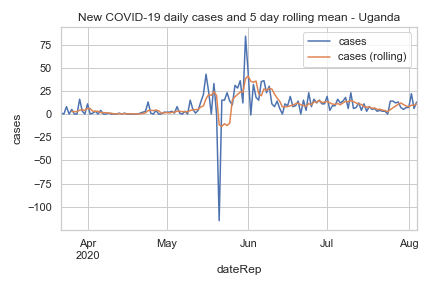 New COVID-19 daily cases and 5 day rolling mean - Uganda
cases
cases (rolling)
75
50
25
0
−25
−50
−75
−100
cases
Apr
2020
May
Jun
Jul
Aug
dateRep